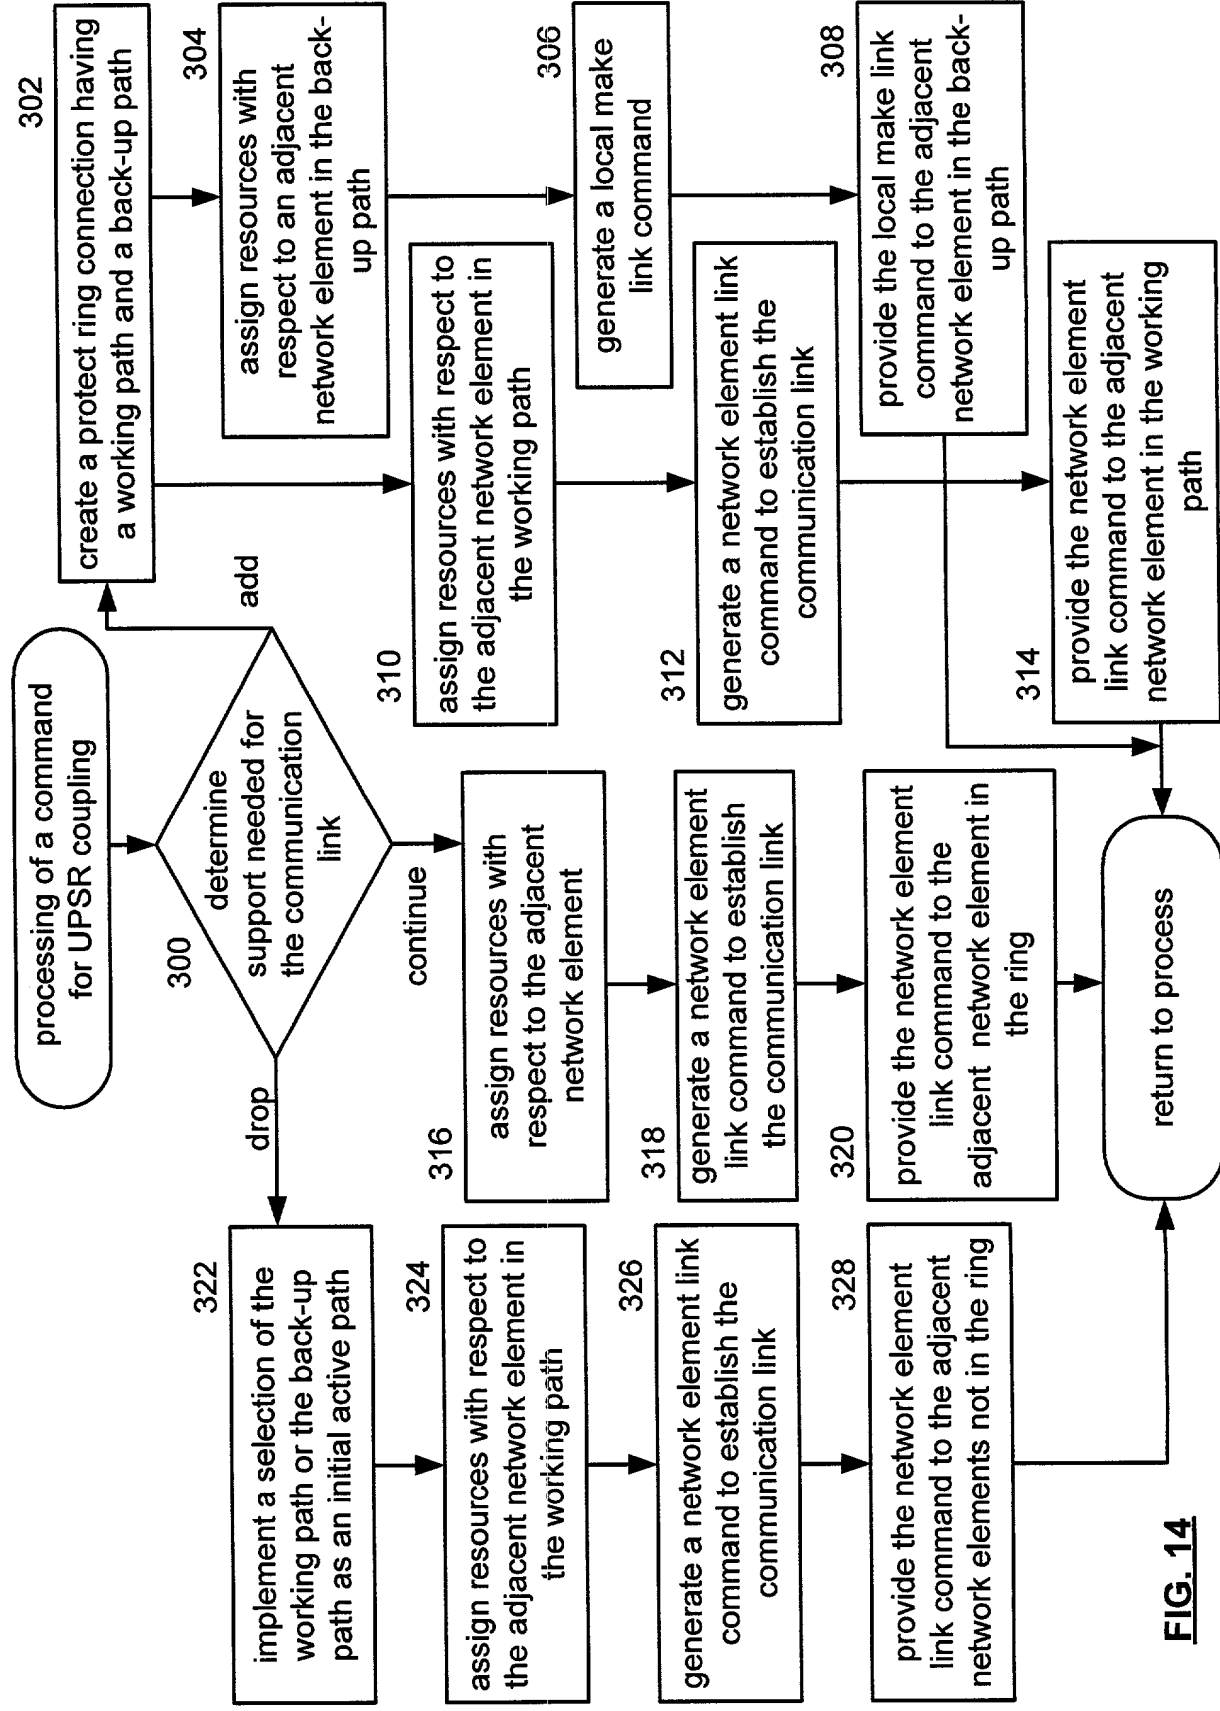 processing of a command
for UPSR coupling
300
determine
support needed for
the communication
link
drop
continue
add
302
create a protect ring connection having
a working path and a back-up path
304
assign resources with
respect to an adjacent
network element in the back-
up path
306
generate a local make
link command
308
provide the local make link
command to the adjacent
network element in the back-
up path
310
assign resources with respect to
the adjacent network element in
the working path
312
generate a network element link
command to establish the
communication link
314
provide the network element
link command to the adjacent
network element in the working
path
316
assign resources with
respect to the adjacent
network element
318
generate a network element
link command to establish
the communication link
320
provide the network element
link command to the
adjacent network element in
the ring
322
implement a selection of the
working path or the back-up
path as an initial active path
324
assign resources with respect to
the adjacent network element in
the working path
326
generate a network element link
command to establish the
communication link
328
provide the network element
link command to the adjacent
network elements not in the ring
return to process
FIG. 14